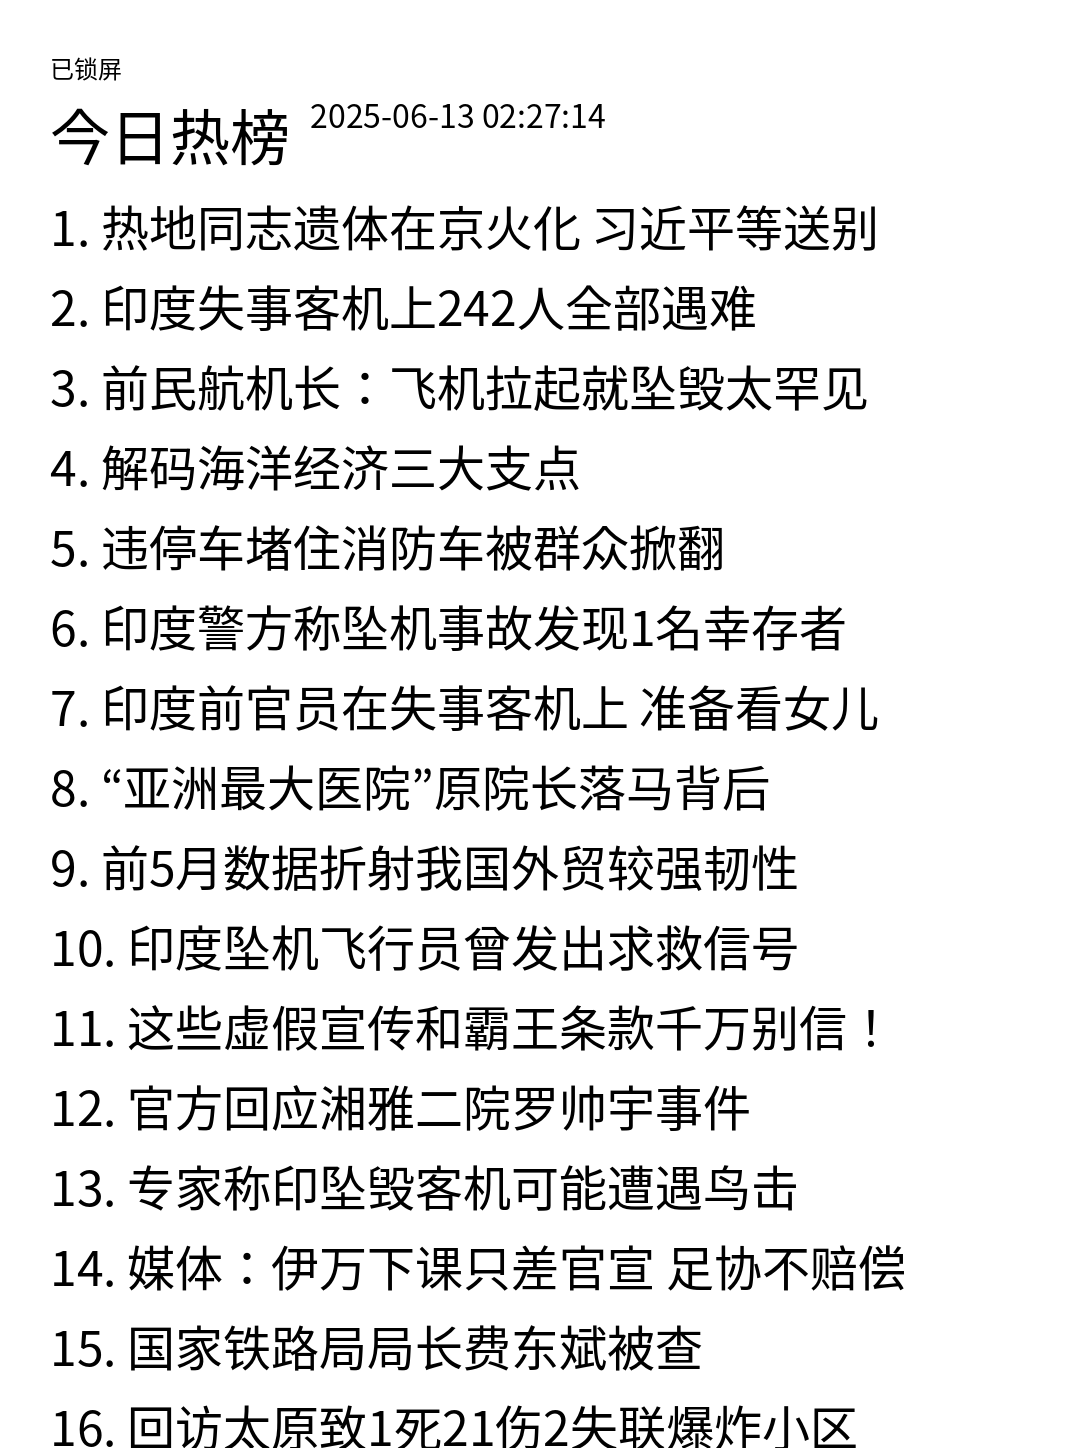 已锁屏
今日热榜 2025-06-13 02:27:14
1. 热地同志遗体在京火化 习近平等送别
2. 印度失事客机上242人全部遇难
3. 前民航机长：飞机拉起就坠毁太罕见
4. 解码海洋经济三大支点
5. 违停车堵住消防车被群众掀翻
6. 印度警方称坠机事故发现1名幸存者
7. 印度前官员在失事客机上 准备看女儿
8. “亚洲最大医院”原院长落马背后
9. 前5月数据折射我国外贸较强韧性
10. 印度坠机飞行员曾发出求救信号
11. 这些虚假宣传和霸王条款千万别信！
12. 官方回应湘雅二院罗帅宇事件
13. 专家称印坠毁客机可能遭遇鸟击
14. 媒体：伊万下课只差官宣 足协不赔偿
15. 国家铁路局局长费东斌被查
16. 回访太原致1死21伤2失联爆炸小区